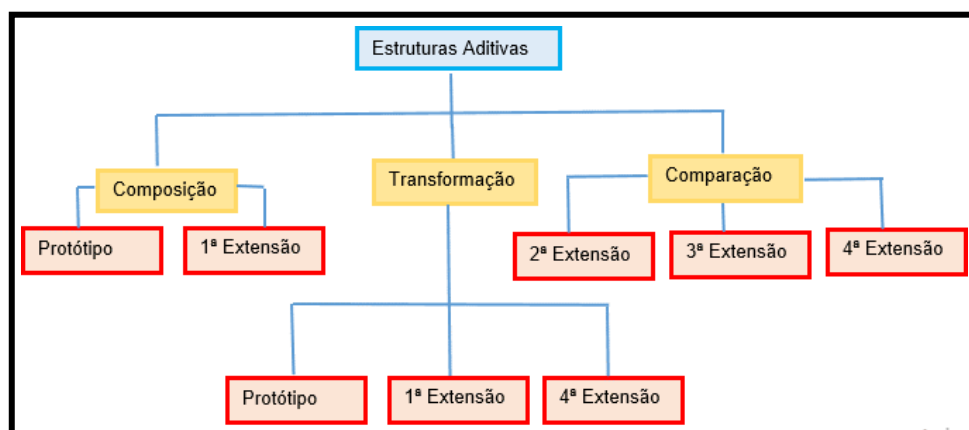 Estruturas Aditivas
Composição
Transformação
Comparação
Protótipo
1ª Extensão
2ª Extensão
3ª Extensão
4ª Extensão
Protótipo
1ª Extensão
4ª Extensão